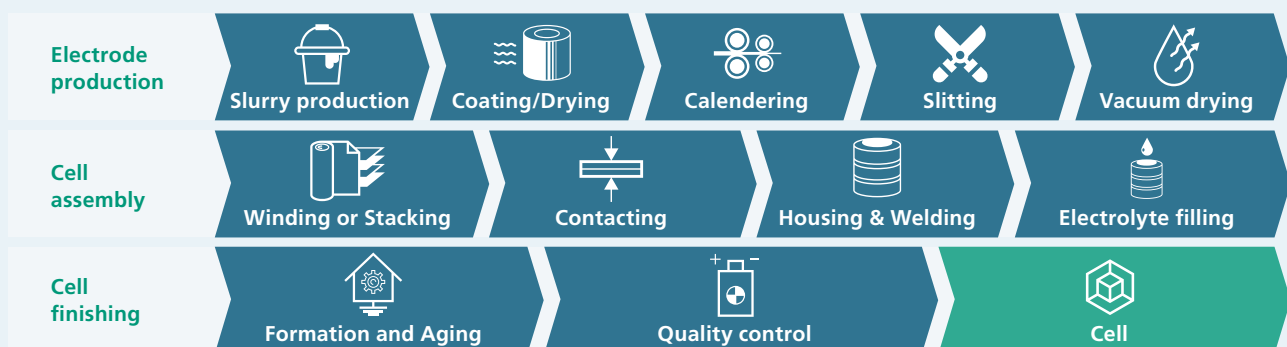 Electrode
production
Slurry production
Coating/Drying
Calendering
Slitting
Vacuum drying
Cell
assembly
Winding or Stacking
Contacting
Housing & Welding
Electrolyte filling
Cell
finishing
Formation and Aging
+ −
Quality control
Cell